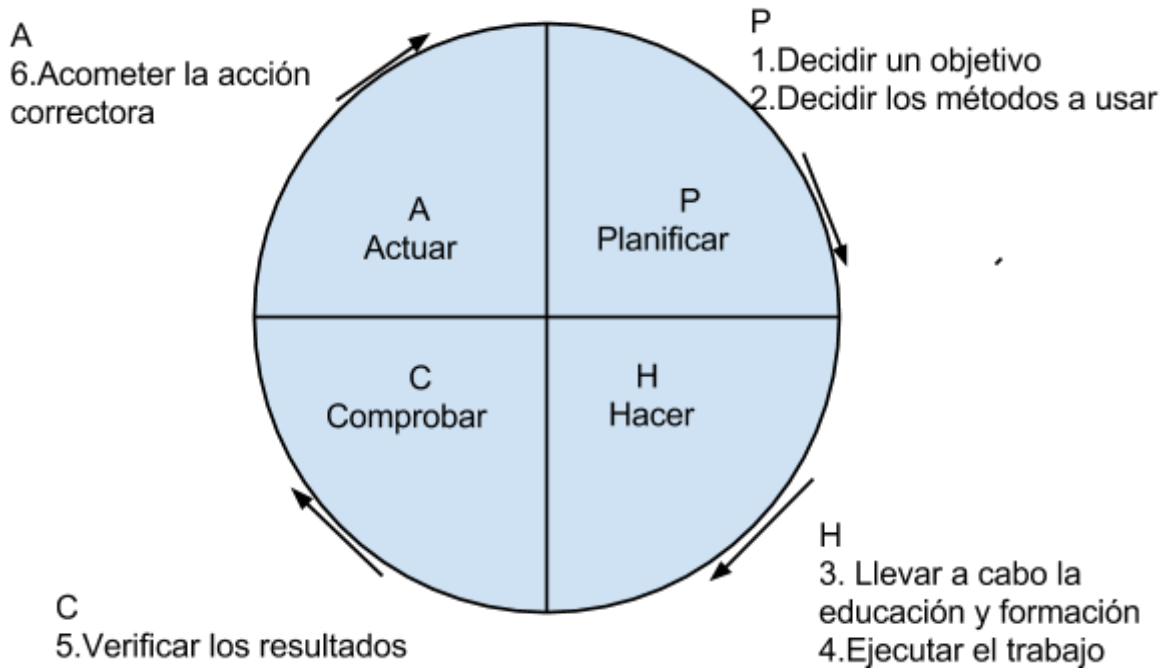 A
6.Acometer la acción
correctora
P
1.Decidir un objetivo
2.Decidir los métodos a usar
A
Actuar
P
Planificar
C
Comprobar
H
Hacer
C
5.Verificar los resultados
H
3. Llevar a cabo la
educación y formación
4.Ejecutar el trabajo